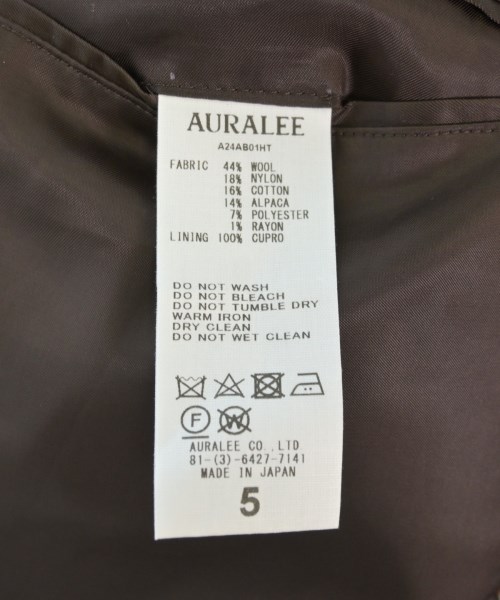 AURALEE
A24AB01HT
FABRIC 44% WOOL
18% NYLON
16% COTTON
14% ALPACA
7% POLYESTER
1% RAYON
LINING 100% CUPRO
DO NOT WASH
DO NOT BLEACH
DO NOT TUMBLE DRY
WARM IRON
DRY CLEAN
DO NOT WET CLEAN
F W
AURALEE CO.,LTD
81-(3)-6427-7141
MADE IN JAPAN
5